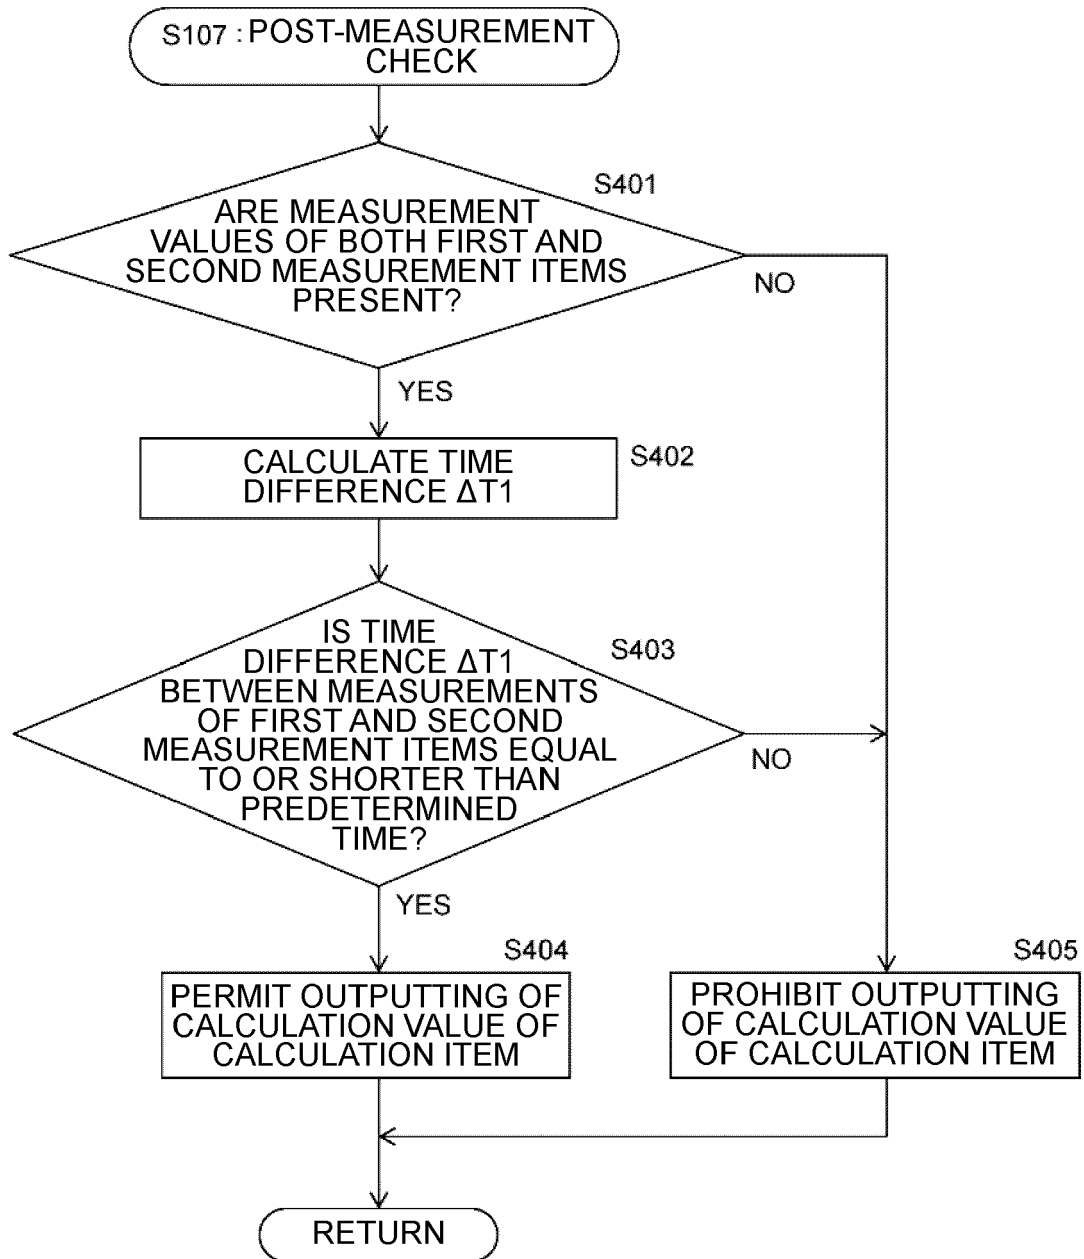 S107 : POST-MEASUREMENT
CHECK
S401
ARE MEASUREMENT
VALUES OF BOTH FIRST AND
SECOND MEASUREMENT ITEMS
PRESENT?
NO
YES
S402
CALCULATE TIME
DIFFERENCE ΔT1
S403
IS TIME
DIFFERENCE ΔT1
BETWEEN MEASUREMENTS
OF FIRST AND SECOND
MEASUREMENT ITEMS EQUAL
TO OR SHORTER THAN
PREDETERMINED
TIME?
NO
YES
S404
PERMIT OUTPUTTING OF
CALCULATION VALUE OF
CALCULATION ITEM
S405
PROHIBIT OUTPUTTING
OF CALCULATION VALUE
OF CALCULATION ITEM
RETURN